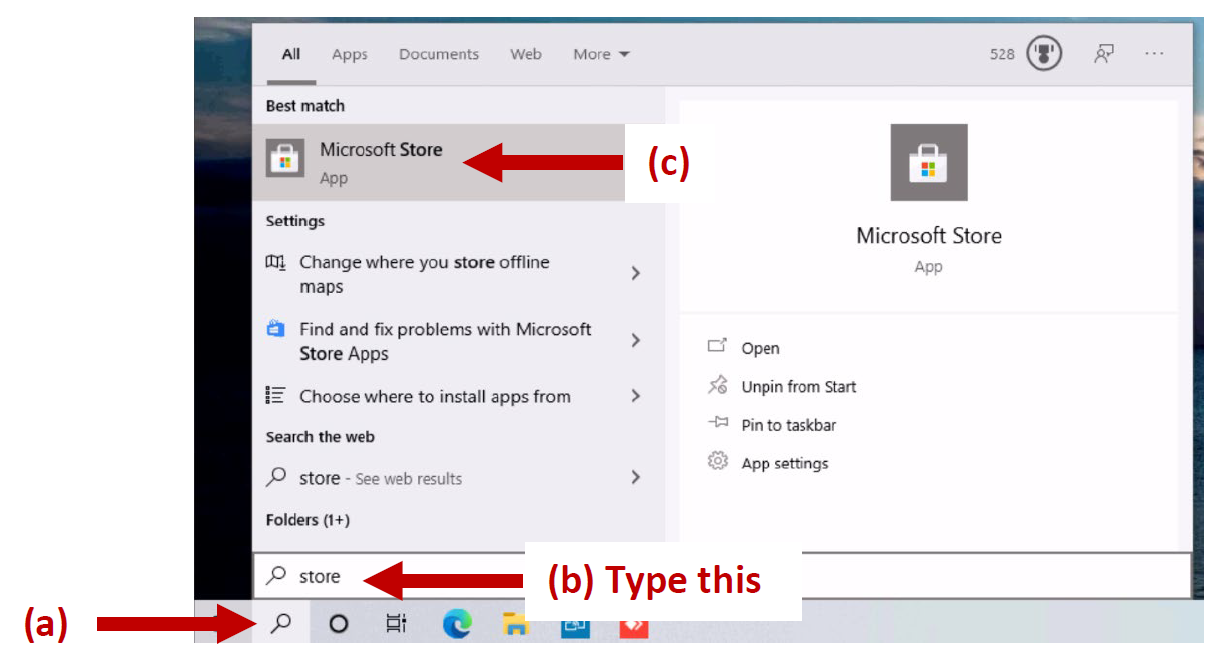 All Apps Documents Web More 528 ...
Best match
Microsoft Store
App
(c)
Settings
Change where you store offline
maps
Find and fix problems with Microsoft
Store Apps
Choose where to install apps from
Search the web
store - See web results
Folders (1+)
Microsoft Store
App
Open
Unpin from Start
Pin to taskbar
App settings
store
(b) Type this
(a)